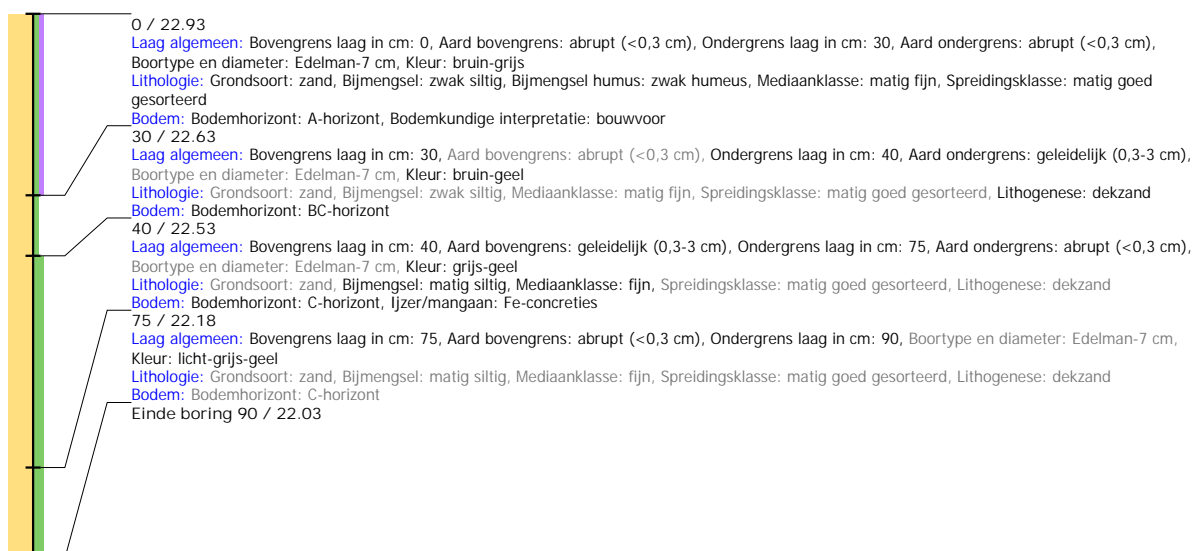 0 / 22.93
Laag algemeen: Bovengrens laag in cm: 0, Aard bovengrens: abrupt (<0,3 cm), Ondergrens laag in cm: 30, Aard ondergrens: abrupt (<0,3 cm),
Boortype en diameter: Edelman-7 cm, Kleur: bruin-grijs
Lithologie: Grondsoort: zand, Bijmengsel: zwak siltig, Bijmengsel humus: zwak humeus, Mediaanklasse: matig fijn, Spreidingsklasse: matig goed
gesorteerd
Bodem: Bodemhorizont: A-horizont, Bodemkundige interpretatie: bouwvoor
30 / 22.63
Laag algemeen: Bovengrens laag in cm: 30, Aard bovengrens: abrupt (<0,3 cm), Ondergrens laag in cm: 40, Aard ondergrens: geleidelijk (0,3-3 cm),
Boortype en diameter: Edelman-7 cm, Kleur: bruin-geel
Lithologie: Grondsoort: zand, Bijmengsel: zwak siltig, Mediaanklasse: matig fijn, Spreidingsklasse: matig goed gesorteerd, Lithogenese: dekzand
Bodem: Bodemhorizont: BC-horizont
40 / 22.53
Laag algemeen: Bovengrens laag in cm: 40, Aard bovengrens: geleidelijk (0,3-3 cm), Ondergrens laag in cm: 75, Aard ondergrens: abrupt (<0,3 cm),
Boortype en diameter: Edelman-7 cm, Kleur: grijs-geel
Lithologie: Grondsoort: zand, Bijmengsel: matig siltig, Mediaanklasse: fijn, Spreidingsklasse: matig goed gesorteerd, Lithogenese: dekzand
Bodem: Bodemhorizont: C-horizont, Ijzer/mangaan: Fe-concreties
75 / 22.18
Laag algemeen: Bovengrens laag in cm: 75, Aard bovengrens: abrupt (<0,3 cm), Ondergrens laag in cm: 90, Boortype en diameter: Edelman-7 cm,
Kleur: licht-grijs-geel
Lithologie: Grondsoort: zand, Bijmengsel: matig siltig, Mediaanklasse: fijn, Spreidingsklasse: matig goed gesorteerd, Lithogenese: dekzand
Bodem: Bodemhorizont: C-horizont
Einde boring 90 / 22.03